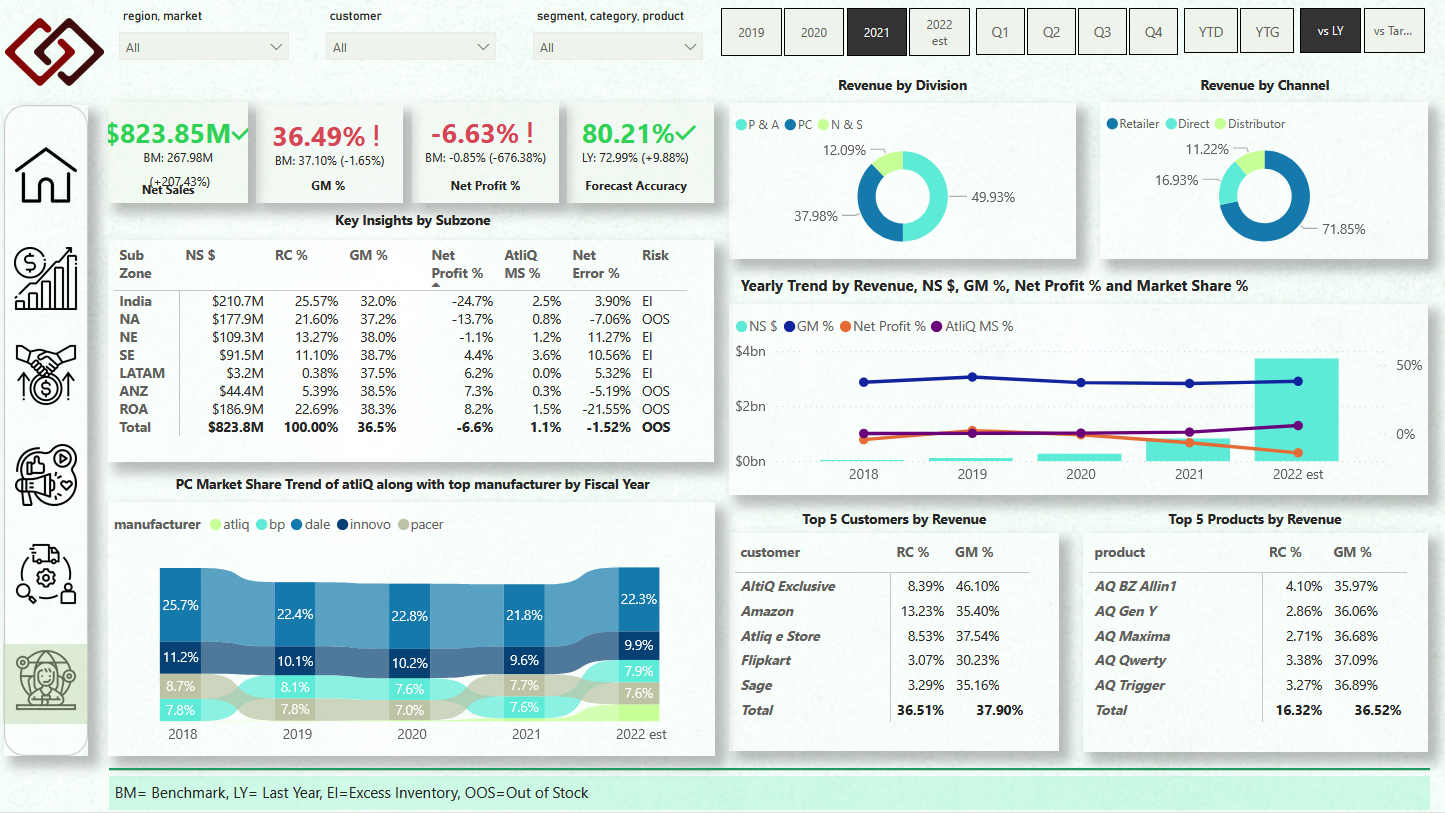 region, market
customer
segment, category, product
All
All
All
2019
2020
2021
2022
est
Q1
Q2
Q3
Q4
YTD
YTG
vs LY
vs Tar...
$823.85M
BM: 267.98M
(+207.43%)
Net Sales
36.49% !
BM: 37.10% (-1.65%)
GM %
-6.63% !
BM: -0.85% (-676.38%)
Net Profit %
80.21%
LY: 72.99% (+9.88%)
Forecast Accuracy
Revenue by Division
P & A PC N & S
12.09%
49.93%
37.98%
Revenue by Channel
Retailer Direct Distributor
11.22%
16.93%
71.85%
Key Insights by Subzone
Sub Zone NS $ RC % GM % Net Profit % AtliQ MS % Net Error % Risk
India $210.7M 25.57% 32.0% -24.7% 2.5% 3.90% EI
NA $177.9M 21.60% 37.2% -13.7% 0.8% -7.06% OOS
NE $109.3M 13.27% 38.0% -1.1% 1.2% 11.27% EI
SE $91.5M 11.10% 38.7% 4.4% 3.6% 10.56% EI
LATAM $3.2M 0.38% 37.5% 6.2% 0.0% 5.32% EI
ANZ $44.4M 5.39% 38.5% 7.3% 0.3% -5.19% OOS
ROA $186.9M 22.69% 38.3% 8.2% 1.5% -21.55% OOS
Total $823.8M 100.00% 36.5% -6.6% 1.1% -1.52% OOS
Yearly Trend by Revenue, NS $, GM %, Net Profit % and Market Share %
NS $ GM % Net Profit % AtliQ MS %
$4bn
$2bn
$0bn
50%
0%
2018 2019 2020 2021 2022 est
PC Market Share Trend of atliQ along with top manufacturer by Fiscal Year
manufacturer atliq bp dale innovo pacer
25.7% 22.4% 22.8% 21.8% 22.3%
11.2% 10.1% 10.2% 9.6% 9.9%
8.7% 8.1% 7.6% 7.7% 7.9%
7.8% 7.8% 7.0% 7.6% 7.6%
2018 2019 2020 2021 2022 est
Top 5 Customers by Revenue
customer RC % GM %
AltiQ Exclusive 8.39% 46.10%
Amazon 13.23% 35.40%
Atliq e Store 8.53% 37.54%
Flipkart 3.07% 30.23%
Sage 3.29% 35.16%
Total 36.51% 37.90%
Top 5 Products by Revenue
product RC % GM %
AQ BZ Allin1 4.10% 35.97%
AQ Gen Y 2.86% 36.06%
AQ Maxima 2.71% 36.68%
AQ Qwerty 3.38% 37.09%
AQ Trigger 3.27% 36.89%
Total 16.32% 36.52%
BM= Benchmark, LY= Last Year, EI=Excess Inventory, OOS=Out of Stock